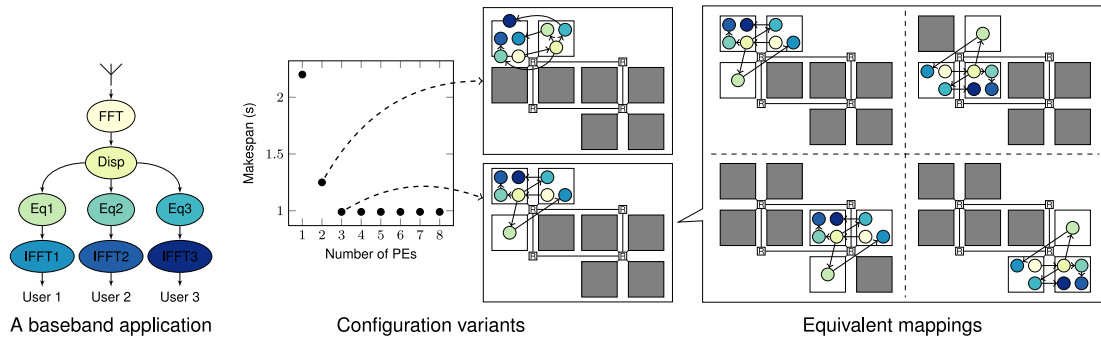 FFT
Disp
Eq1 Eq2 Eq3
IFFT1 IFFT2 IFFT3
User 1 User 2 User 3
A baseband application
Makespan (s)
2
1.5
1
1 2 3 4 5 6 7 8
Number of PEs
Configuration variants
R R
R R
R R
R R
R R
R R
R R
R R
R R
R R
R R
R R
Equivalent mappings